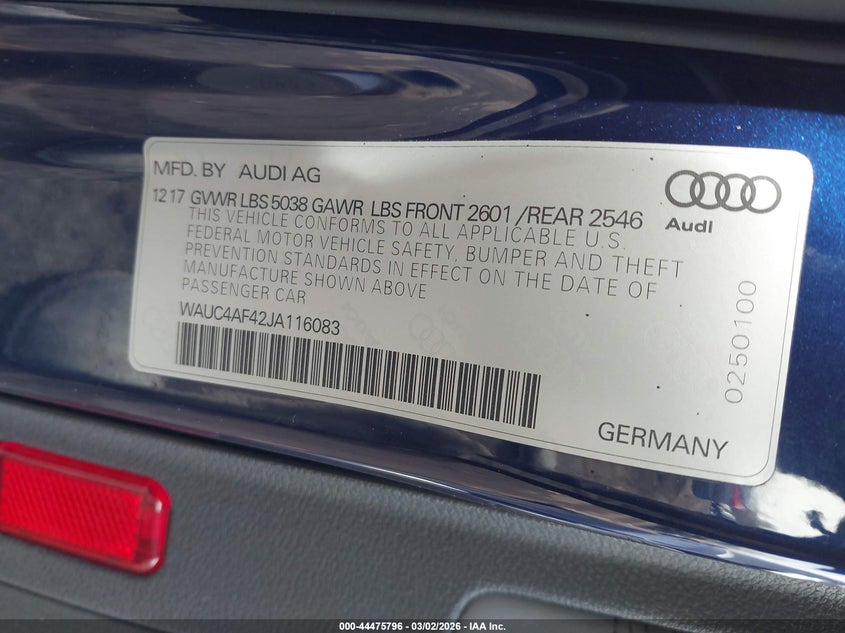 MFD. BY AUDI AG
12 17 GVWR LBS 5038 GAWR LBS FRONT 2601 /REAR 2546
THIS VEHICLE CONFORMS TO ALL APPLICABLE U.S.
FEDERAL MOTOR VEHICLE SAFETY, BUMPER AND THEFT
PREVENTION STANDARDS IN EFFECT ON THE DATE OF
MANUFACTURE SHOWN ABOVE
PASSENGER CAR
WAUC4AF42JA116083
Audi
0250100
GERMANY
000-44475796 - 03/02/2026 - IAA Inc.